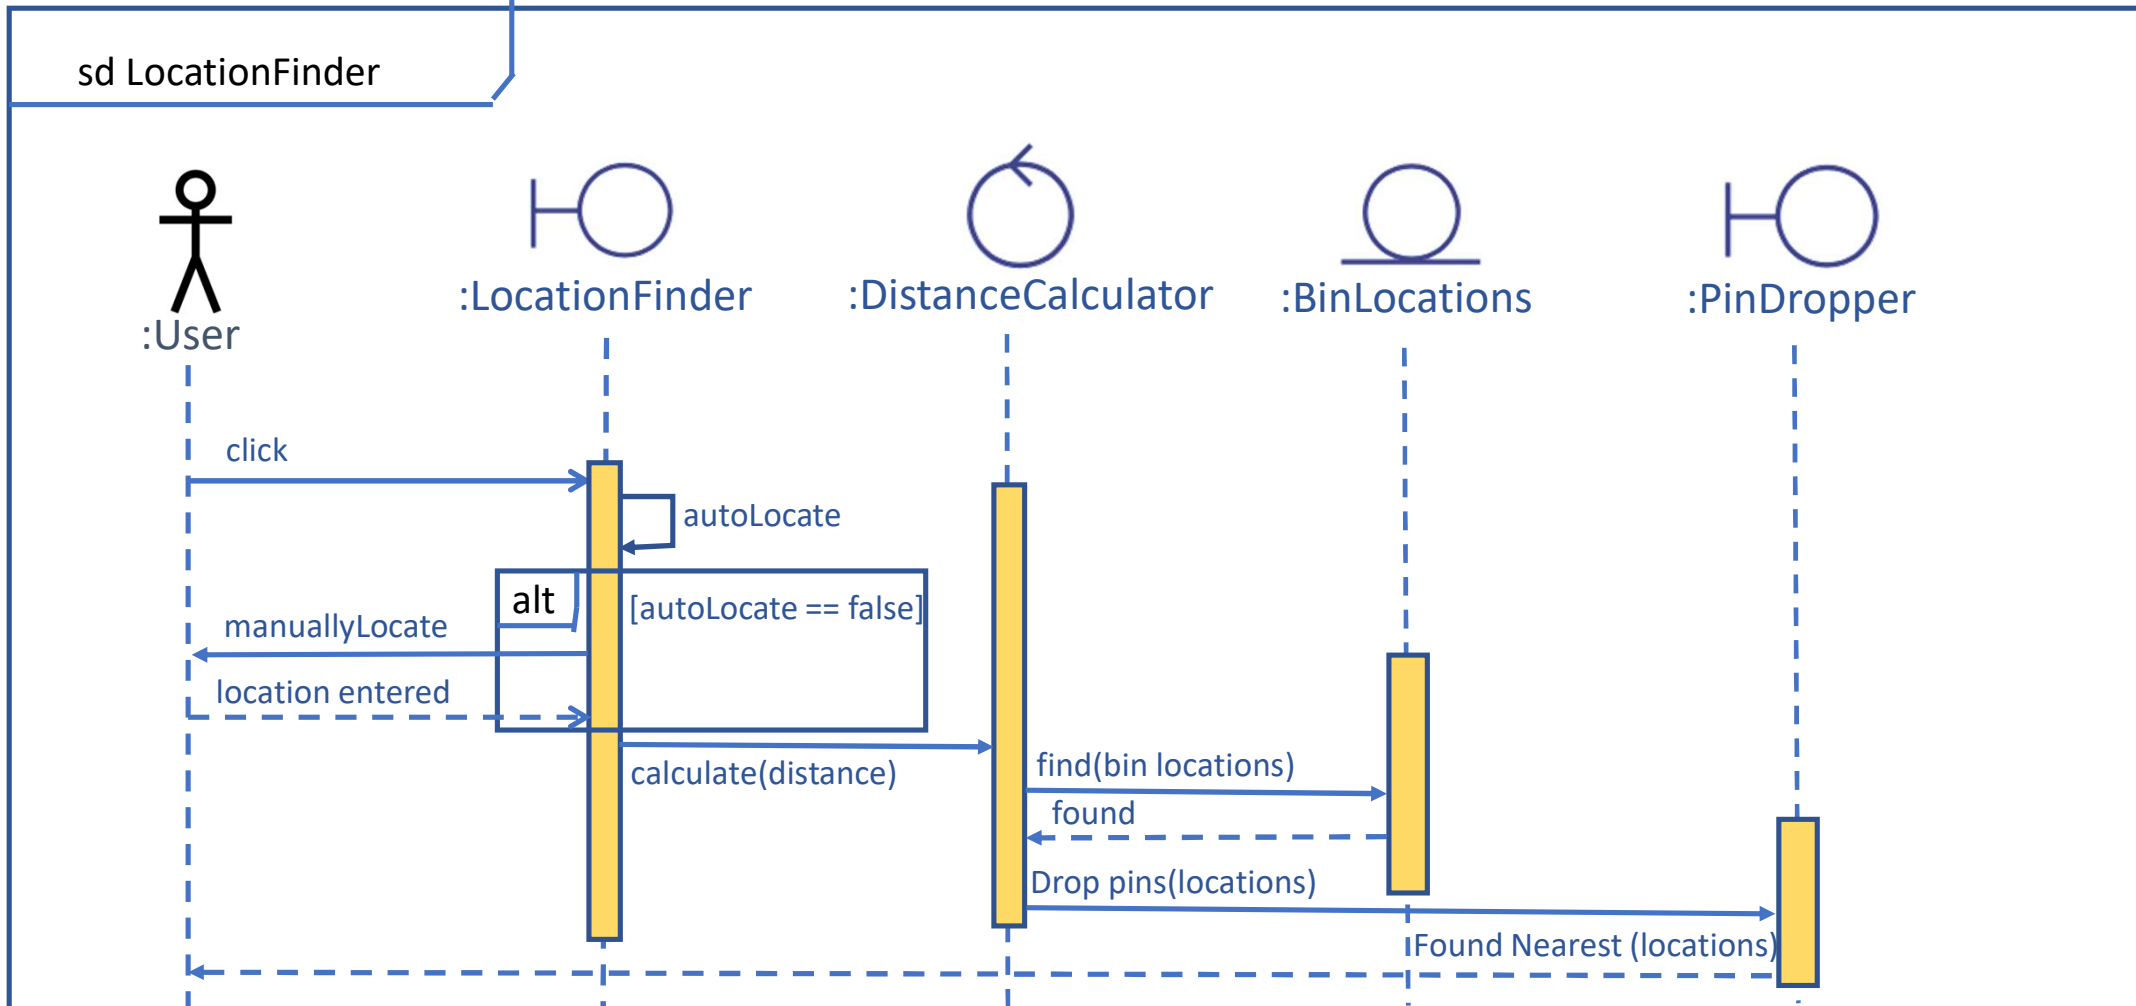 sd LocationFinder
:User
:LocationFinder
:DistanceCalculator
:BinLocations
:PinDropper
click
autoLocate
alt
[autoLocate == false]
manuallyLocate
location entered
calculate(distance)
find(bin locations)
found
Drop pins(locations)
Found Nearest (locations)